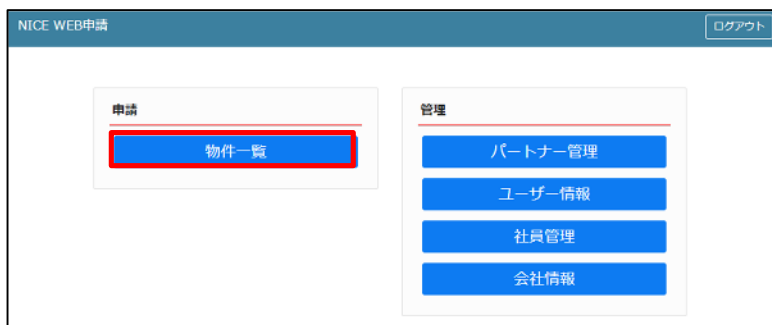 NICE WEB申請
ログアウト
申請
物件一覧
管理
パートナー管理
ユーザー情報
社員管理
会社情報